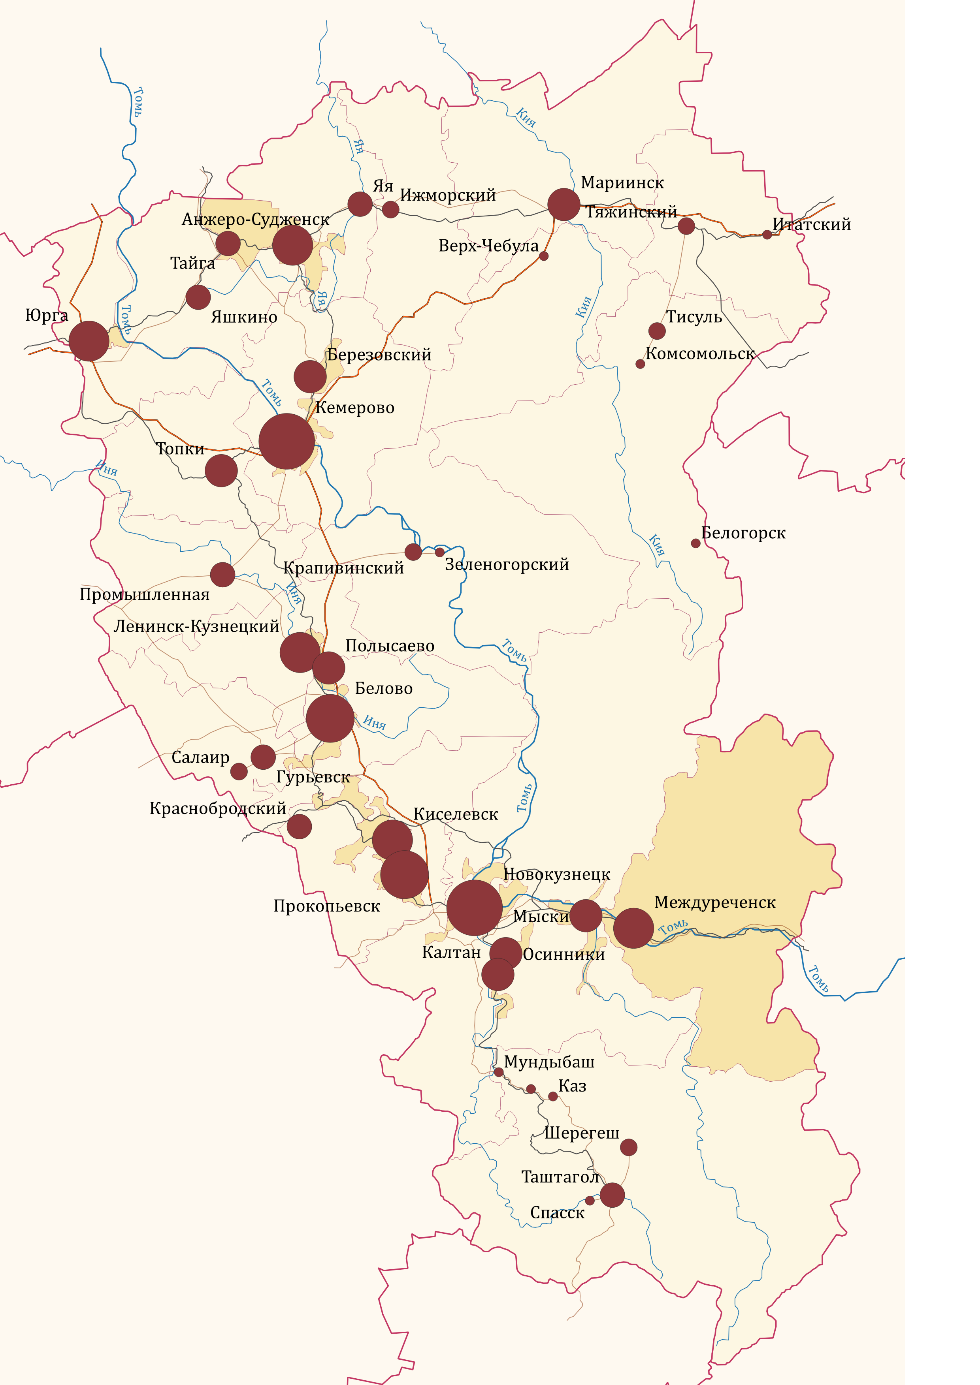 Томь
Кия
Яя
Яя
Ижморский
Мариинск
Тяжинский
Итатский
Анжеро-Судженск
Верх-Чебула
Тайга
Яя
Кия
Юрга
Томь
Яшкино
Тисуль
Березовский
Комсомольск
Томь
Кемерово
Топки
Иня
Белогорск
Кия
Крапивинский
Зеленогорский
Промышленная
Иня
Ленинск-Кузнецкий
Полысаево
Томь
Белово
Иня
Салаир
Гурьевск
Томь
Краснобродский
Киселевск
Новокузнецк
Прокопьевск
Мыски
Междуреченск
Томь
Калтан
Осинники
Томь
Мундыбаш
Каз
Шерегеш
Таштагол
Спасск